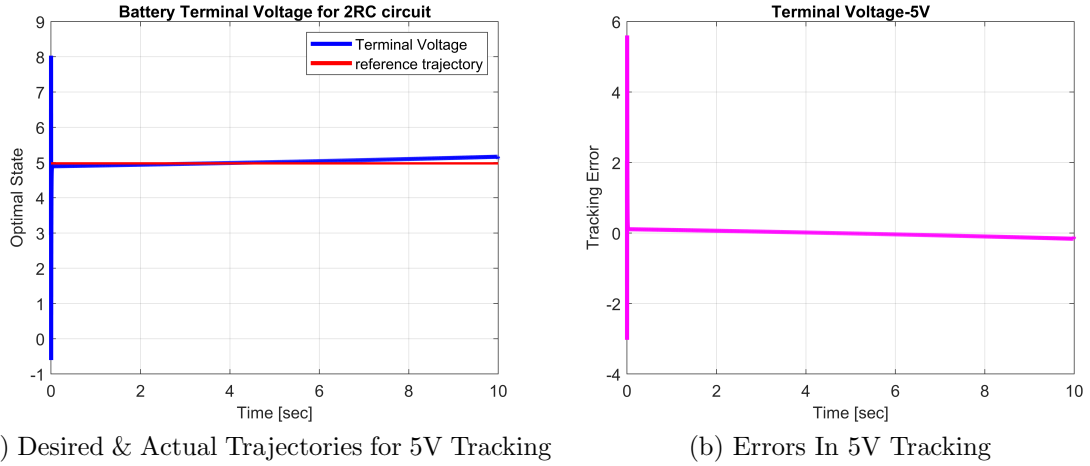 Battery Terminal Voltage for 2RC circuit
9
8
7
6
5
4
3
2
1
0
-1
Optimal State
Terminal Voltage
reference trajectory
0 2 4 6 8 10
Time [sec]
) Desired & Actual Trajectories for 5V Tracking
Terminal Voltage-5V
6
4
2
0
-2
-4
Tracking Error
0 2 4 6 8 10
Time [sec]
(b) Errors In 5V Tracking